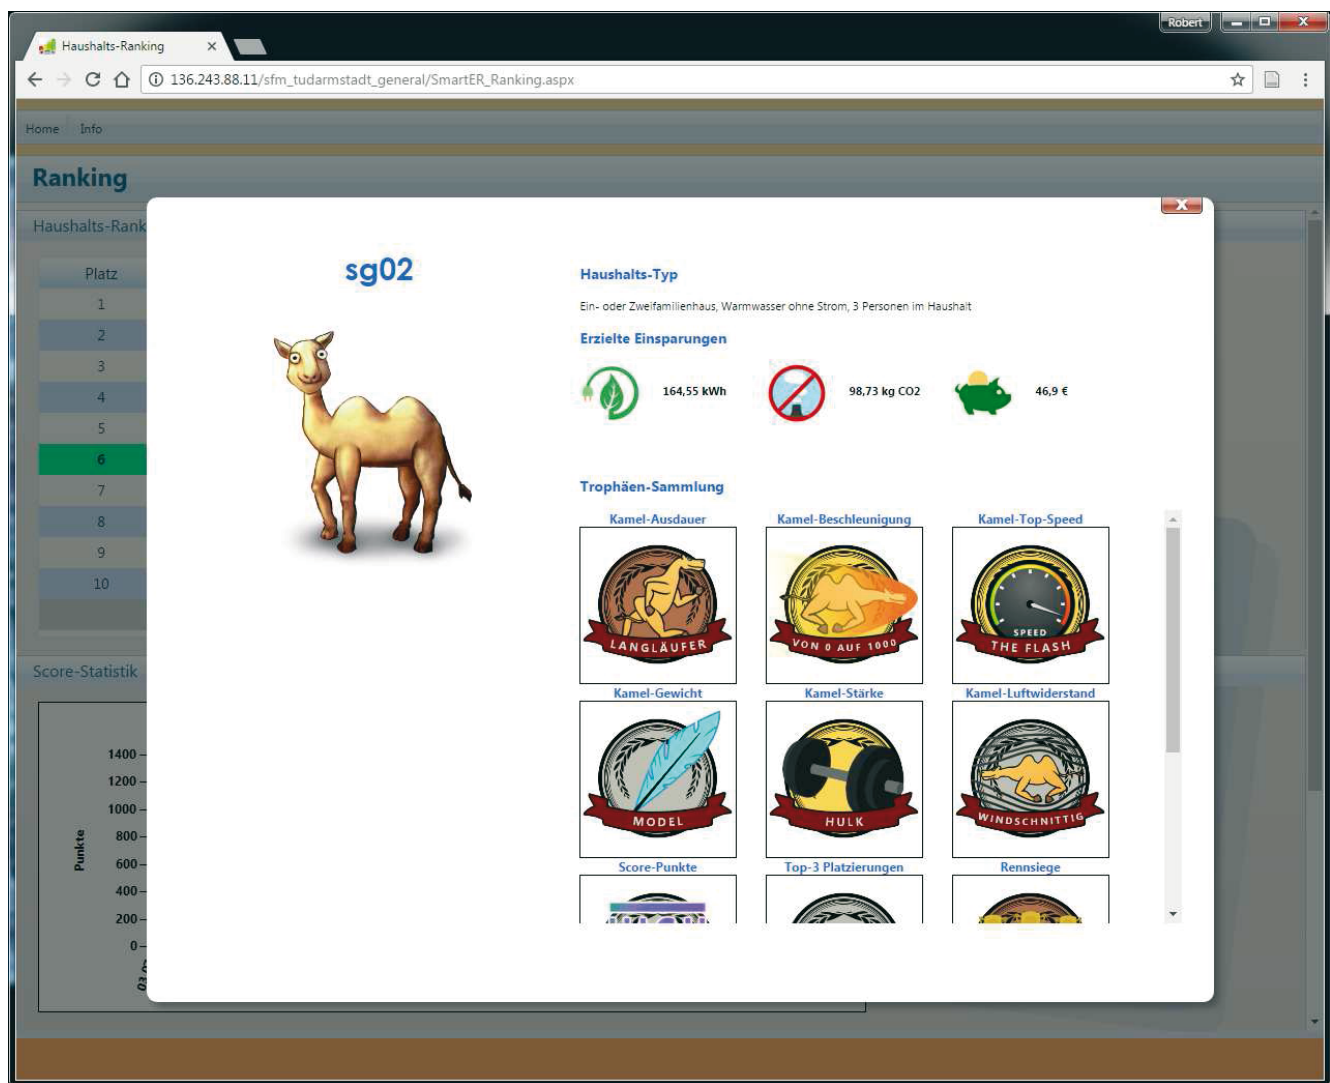 Robert
Haushalts-Ranking
136.243.88.11/sfm_tudarmstadt_general/SmartER_Ranking.aspx
Home Info
Ranking
Haushalts-Rank
Platz
1
2
3
4
5
6
7
8
9
10
Score-Statistik
1400
1200
1000
800
600
400
200
0
Punkte
sg02
Haushalts-Typ
Ein- oder Zweifamilienhaus, Warmwasser ohne Strom, 3 Personen im Haushalt
Erzielte Einsparungen
164,55 kWh 98,73 kg CO2 46,9 €
Trophäen-Sammlung
Kamel-Ausdauer Kamel-Beschleunigung Kamel-Top-Speed
SPEED
LANGLÄUFER VON 0 AUF 1000 THE FLASH
Kamel-Gewicht Kamel-Stärke Kamel-Luftwiderstand
MODEL HULK WINDSCHNITTIG
Score-Punkte Top-3 Platzierungen Rennsiege